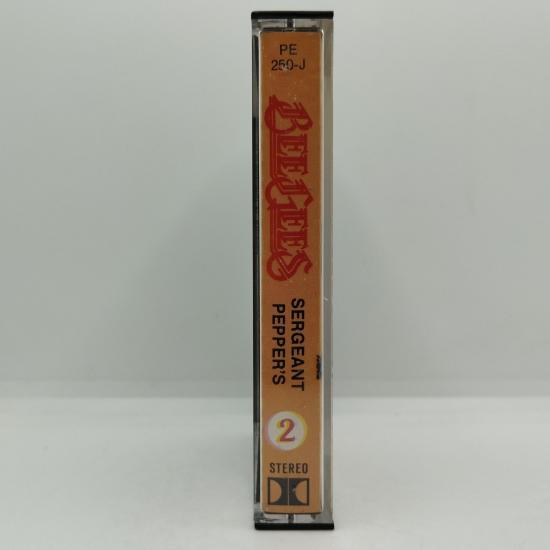 PE
250-J
BEE GEES
SERGEANT
PEPPER'S
2
STEREO